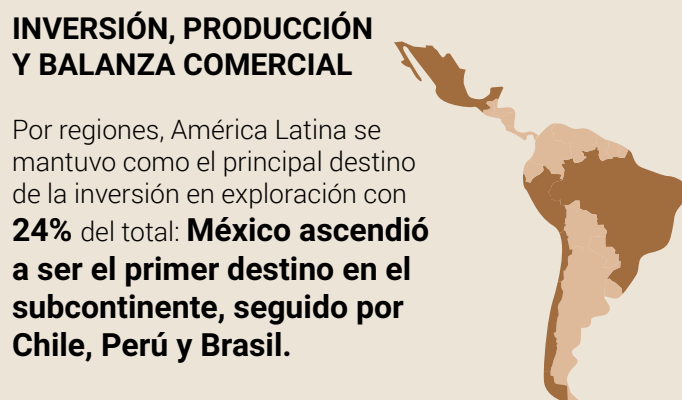 INVERSIÓN, PRODUCCIÓN
Y BALANZA COMERCIAL
Por regiones, América Latina se
mantuvo como el principal destino
de la inversión en exploración con
24% del total: México ascendió
a ser el primer destino en el
subcontinente, seguido por
Chile, Perú y Brasil.